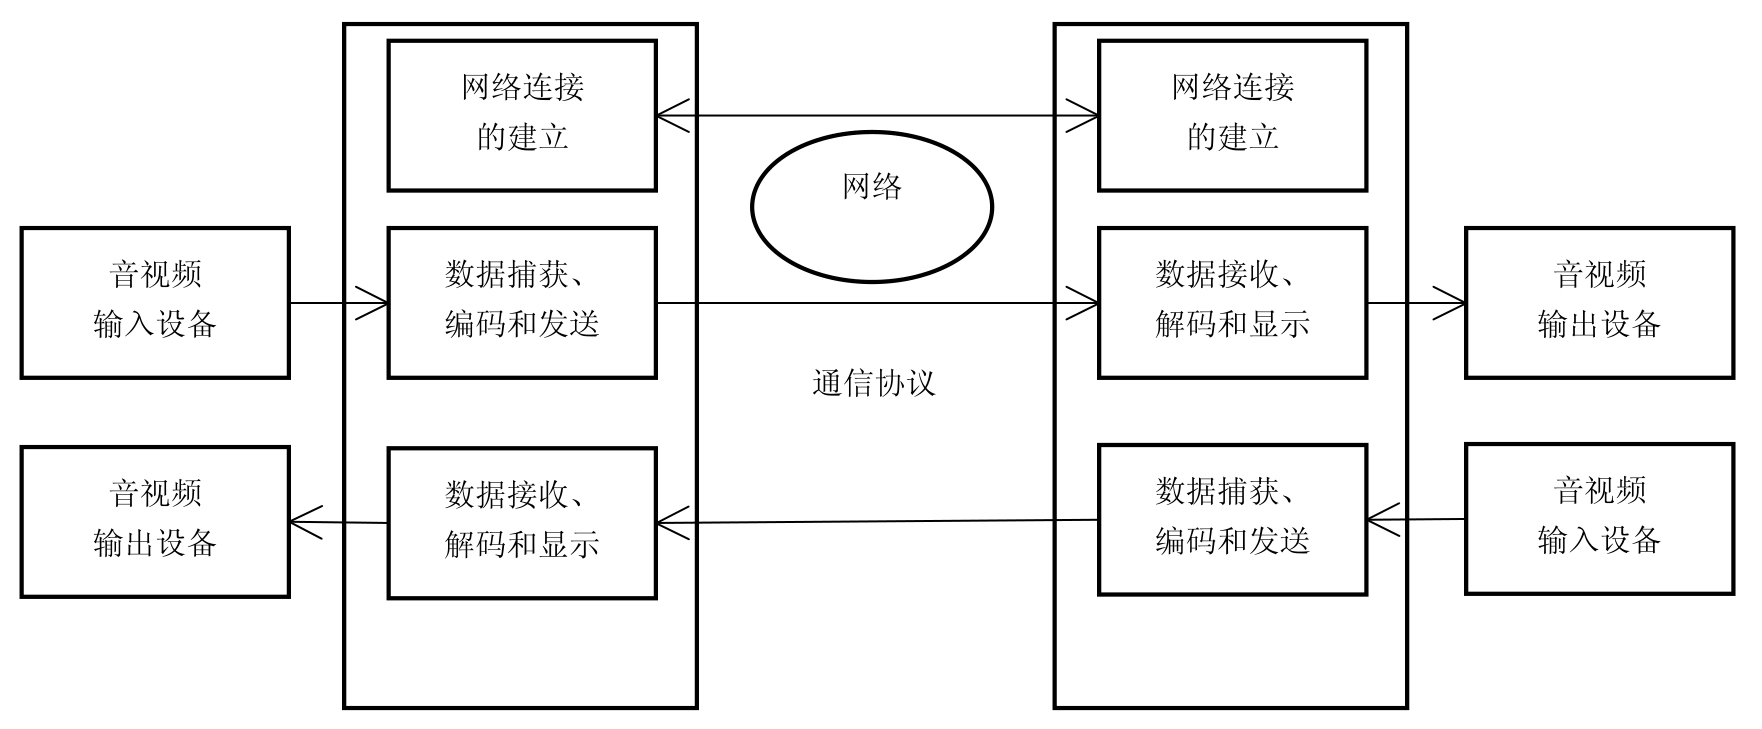 网络连接
的建立
网络连接
的建立
网络
音视频
输入设备
数据捕获、
编码和发送
数据接收、
解码和显示
音视频
输出设备
通信协议
音视频
输出设备
数据接收、
解码和显示
数据捕获、
编码和发送
音视频
输入设备